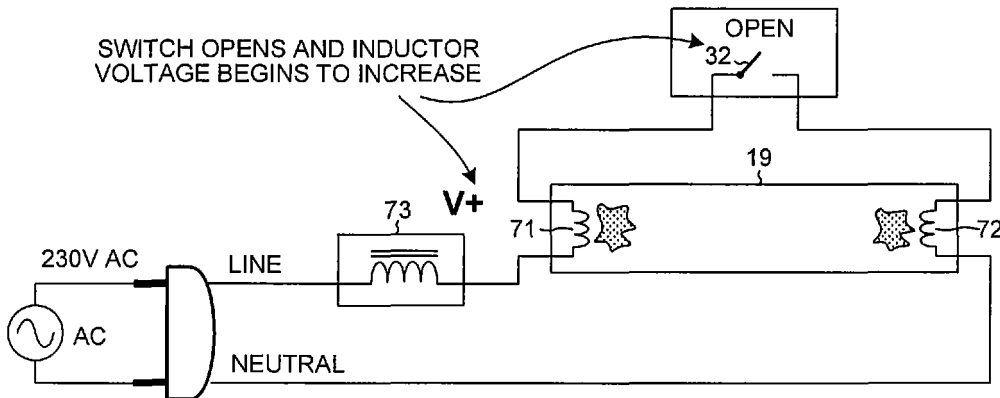 SWITCH OPENS AND INDUCTOR
VOLTAGE BEGINS TO INCREASE
OPEN
32
19
V+
73
71
72
230V AC
LINE
AC
NEUTRAL